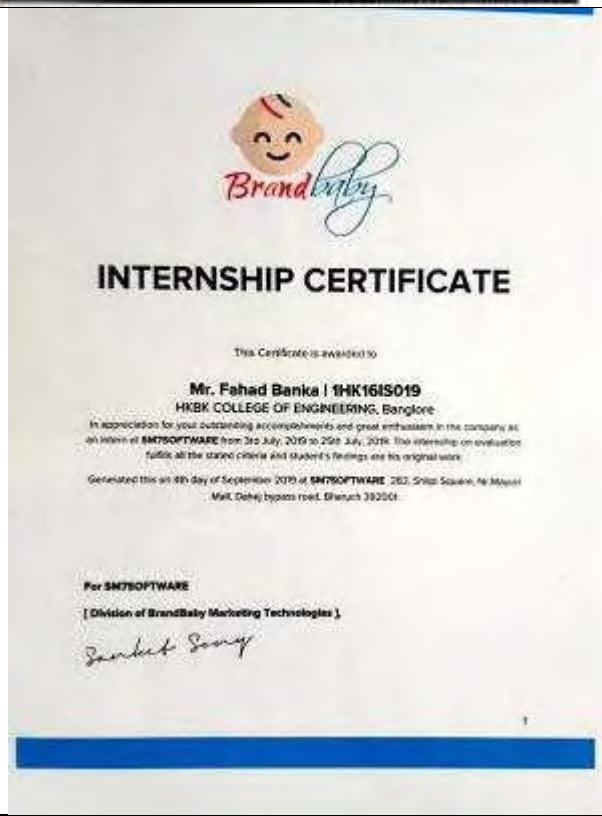 Brandbaby
INTERNSHIP CERTIFICATE
This Certificate is awarded to
Mr. Fahad Banka | 1HK16IS019
HKBK COLLEGE OF ENGINEERING, Banglore
In appreciation for your outstanding accomplishments and great enthusiasm in the company as
an intern at SM7SOFTWARE from 3rd July, 2019 to 25th July, 2019. The internship on evaluation
fulfils all the stated criteria and student's findings are his original work
Generated this on 4th day of September 2019 at SM7SOFTWARE Square, Nr
Mall, Dahej bypass road, Bharuch 392001
For SM7SOFTWARE
[ Division of BrandBaby Marketing Technologies ],
Sanket
1